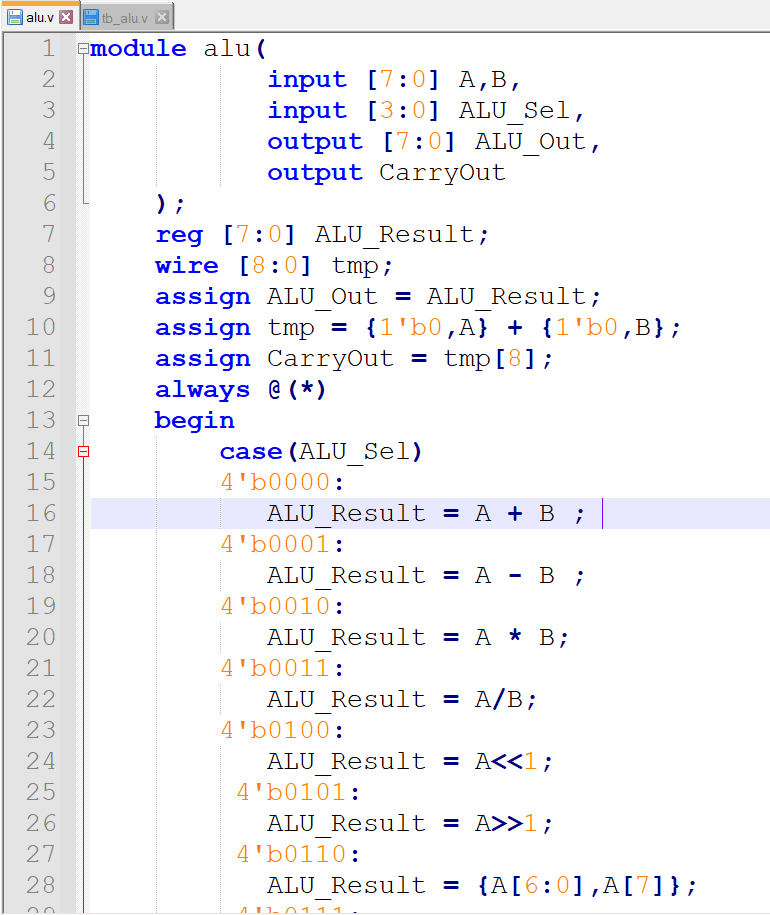 alu.v tb_alu.v
1 module alu(
2 input [7:0] A,B,
3 input [3:0] ALU_Sel,
4 output [7:0] ALU_Out,
5 output CarryOut
6 );
7 reg [7:0] ALU_Result;
8 wire [8:0] tmp;
9 assign ALU_Out = ALU_Result;
10 assign tmp = {1'b0,A} + {1'b0,B};
11 assign CarryOut = tmp[8];
12 always @(*)
13 begin
14 case(ALU_Sel)
15 4'b0000:
16 ALU_Result = A + B ;
17 4'b0001:
18 ALU_Result = A - B ;
19 4'b0010:
20 ALU_Result = A * B;
21 4'b0011:
22 ALU_Result = A/B;
23 4'b0100:
24 ALU_Result = A<<1;
25 4'b0101:
26 ALU_Result = A>>1;
27 4'b0110:
28 ALU_Result = {A[6:0],A[7]};
29 4'b0111: